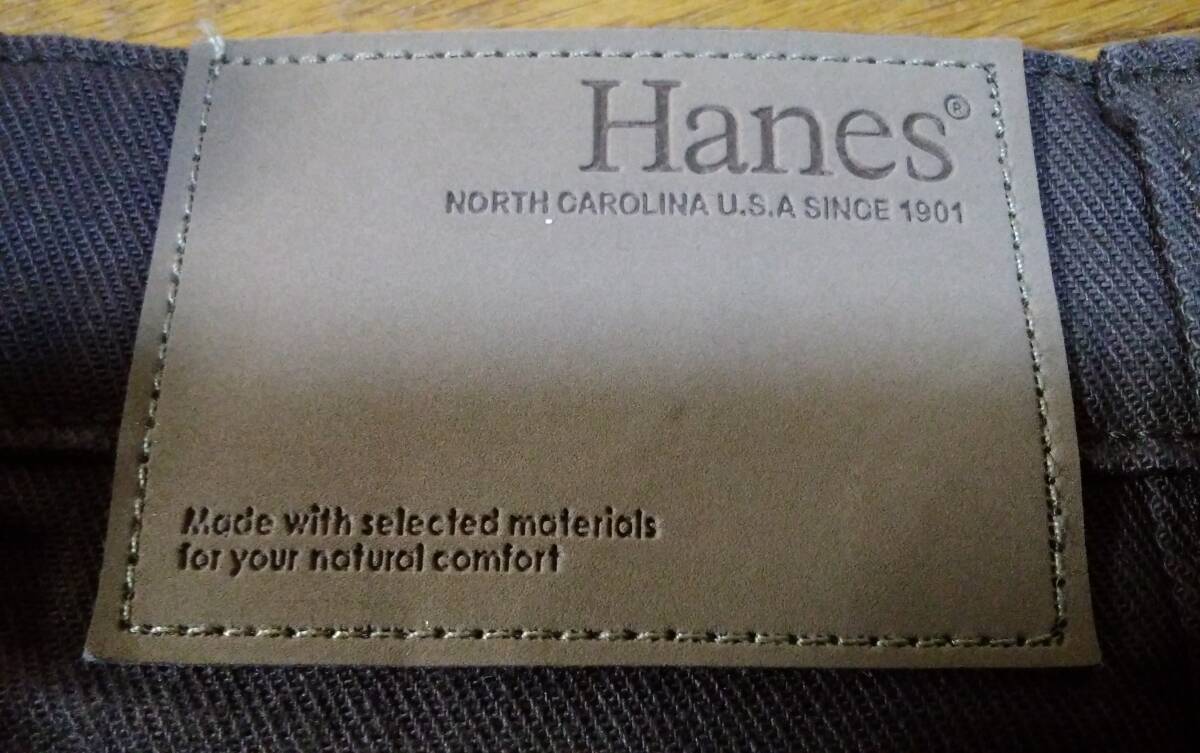 Hanes®
NORTH CAROLINA U.S.A SINCE 1901
Made with selected materials
for your natural comfort